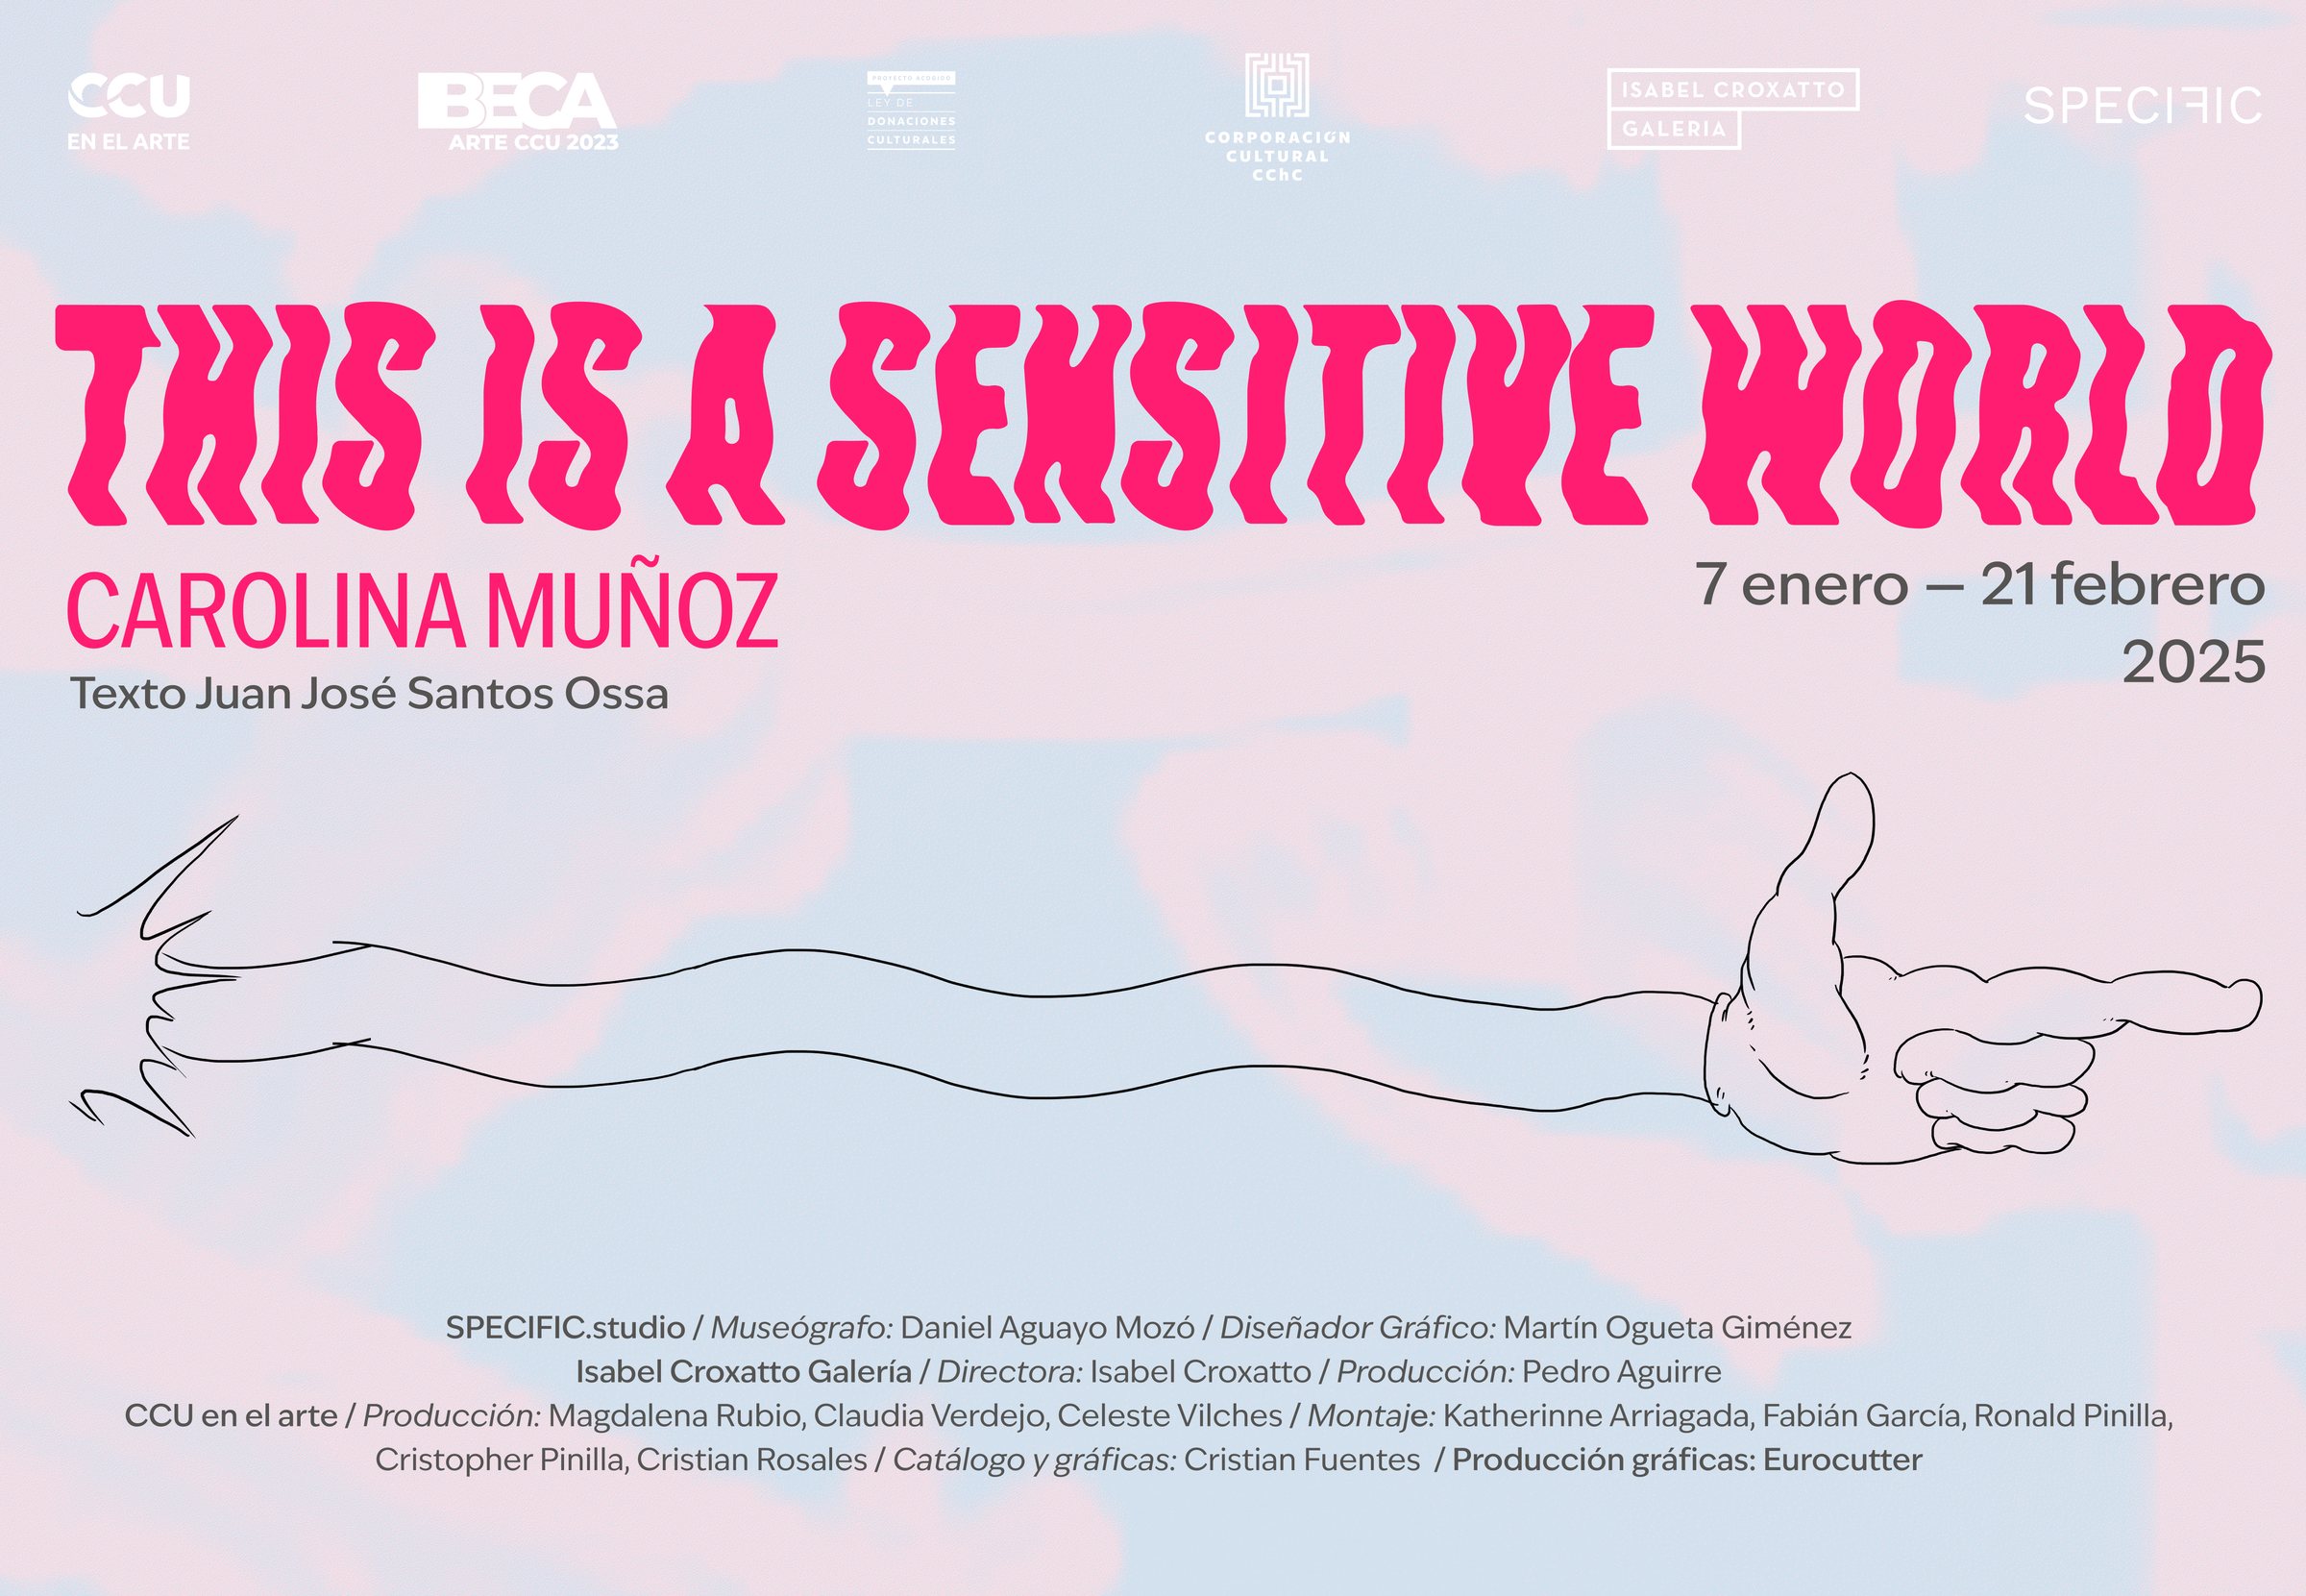 CCU
EN EL ARTE
BECA
ARTE CCU 2023
PROYECTO ACOGIDO
LEY DE
DONACIONES
CULTURALES
CORPORACIÓN
CULTURAL
CChC
ISABEL CROXATTO
GALERIA
SPECIFIC
THIS IS A SENSITIVE WORLD
CAROLINA MUÑOZ
Texto Juan José Santos Ossa
7 enero – 21 febrero
2025
SPECIFIC.studio / Museógrafo: Daniel Aguayo Mozó / Diseñador Gráfico: Martín Ogueta Giménez
Isabel Croxatto Galería / Directora: Isabel Croxatto / Producción: Pedro Aguirre
CCU en el arte / Producción: Magdalena Rubio, Claudia Verdejo, Celeste Vilches / Montaje: Katherinne Arriagada, Fabián García, Ronald Pinilla,
Cristopher Pinilla, Cristian Rosales / Catálogo y gráficas: Cristian Fuentes / Producción gráficas: Eurocutter